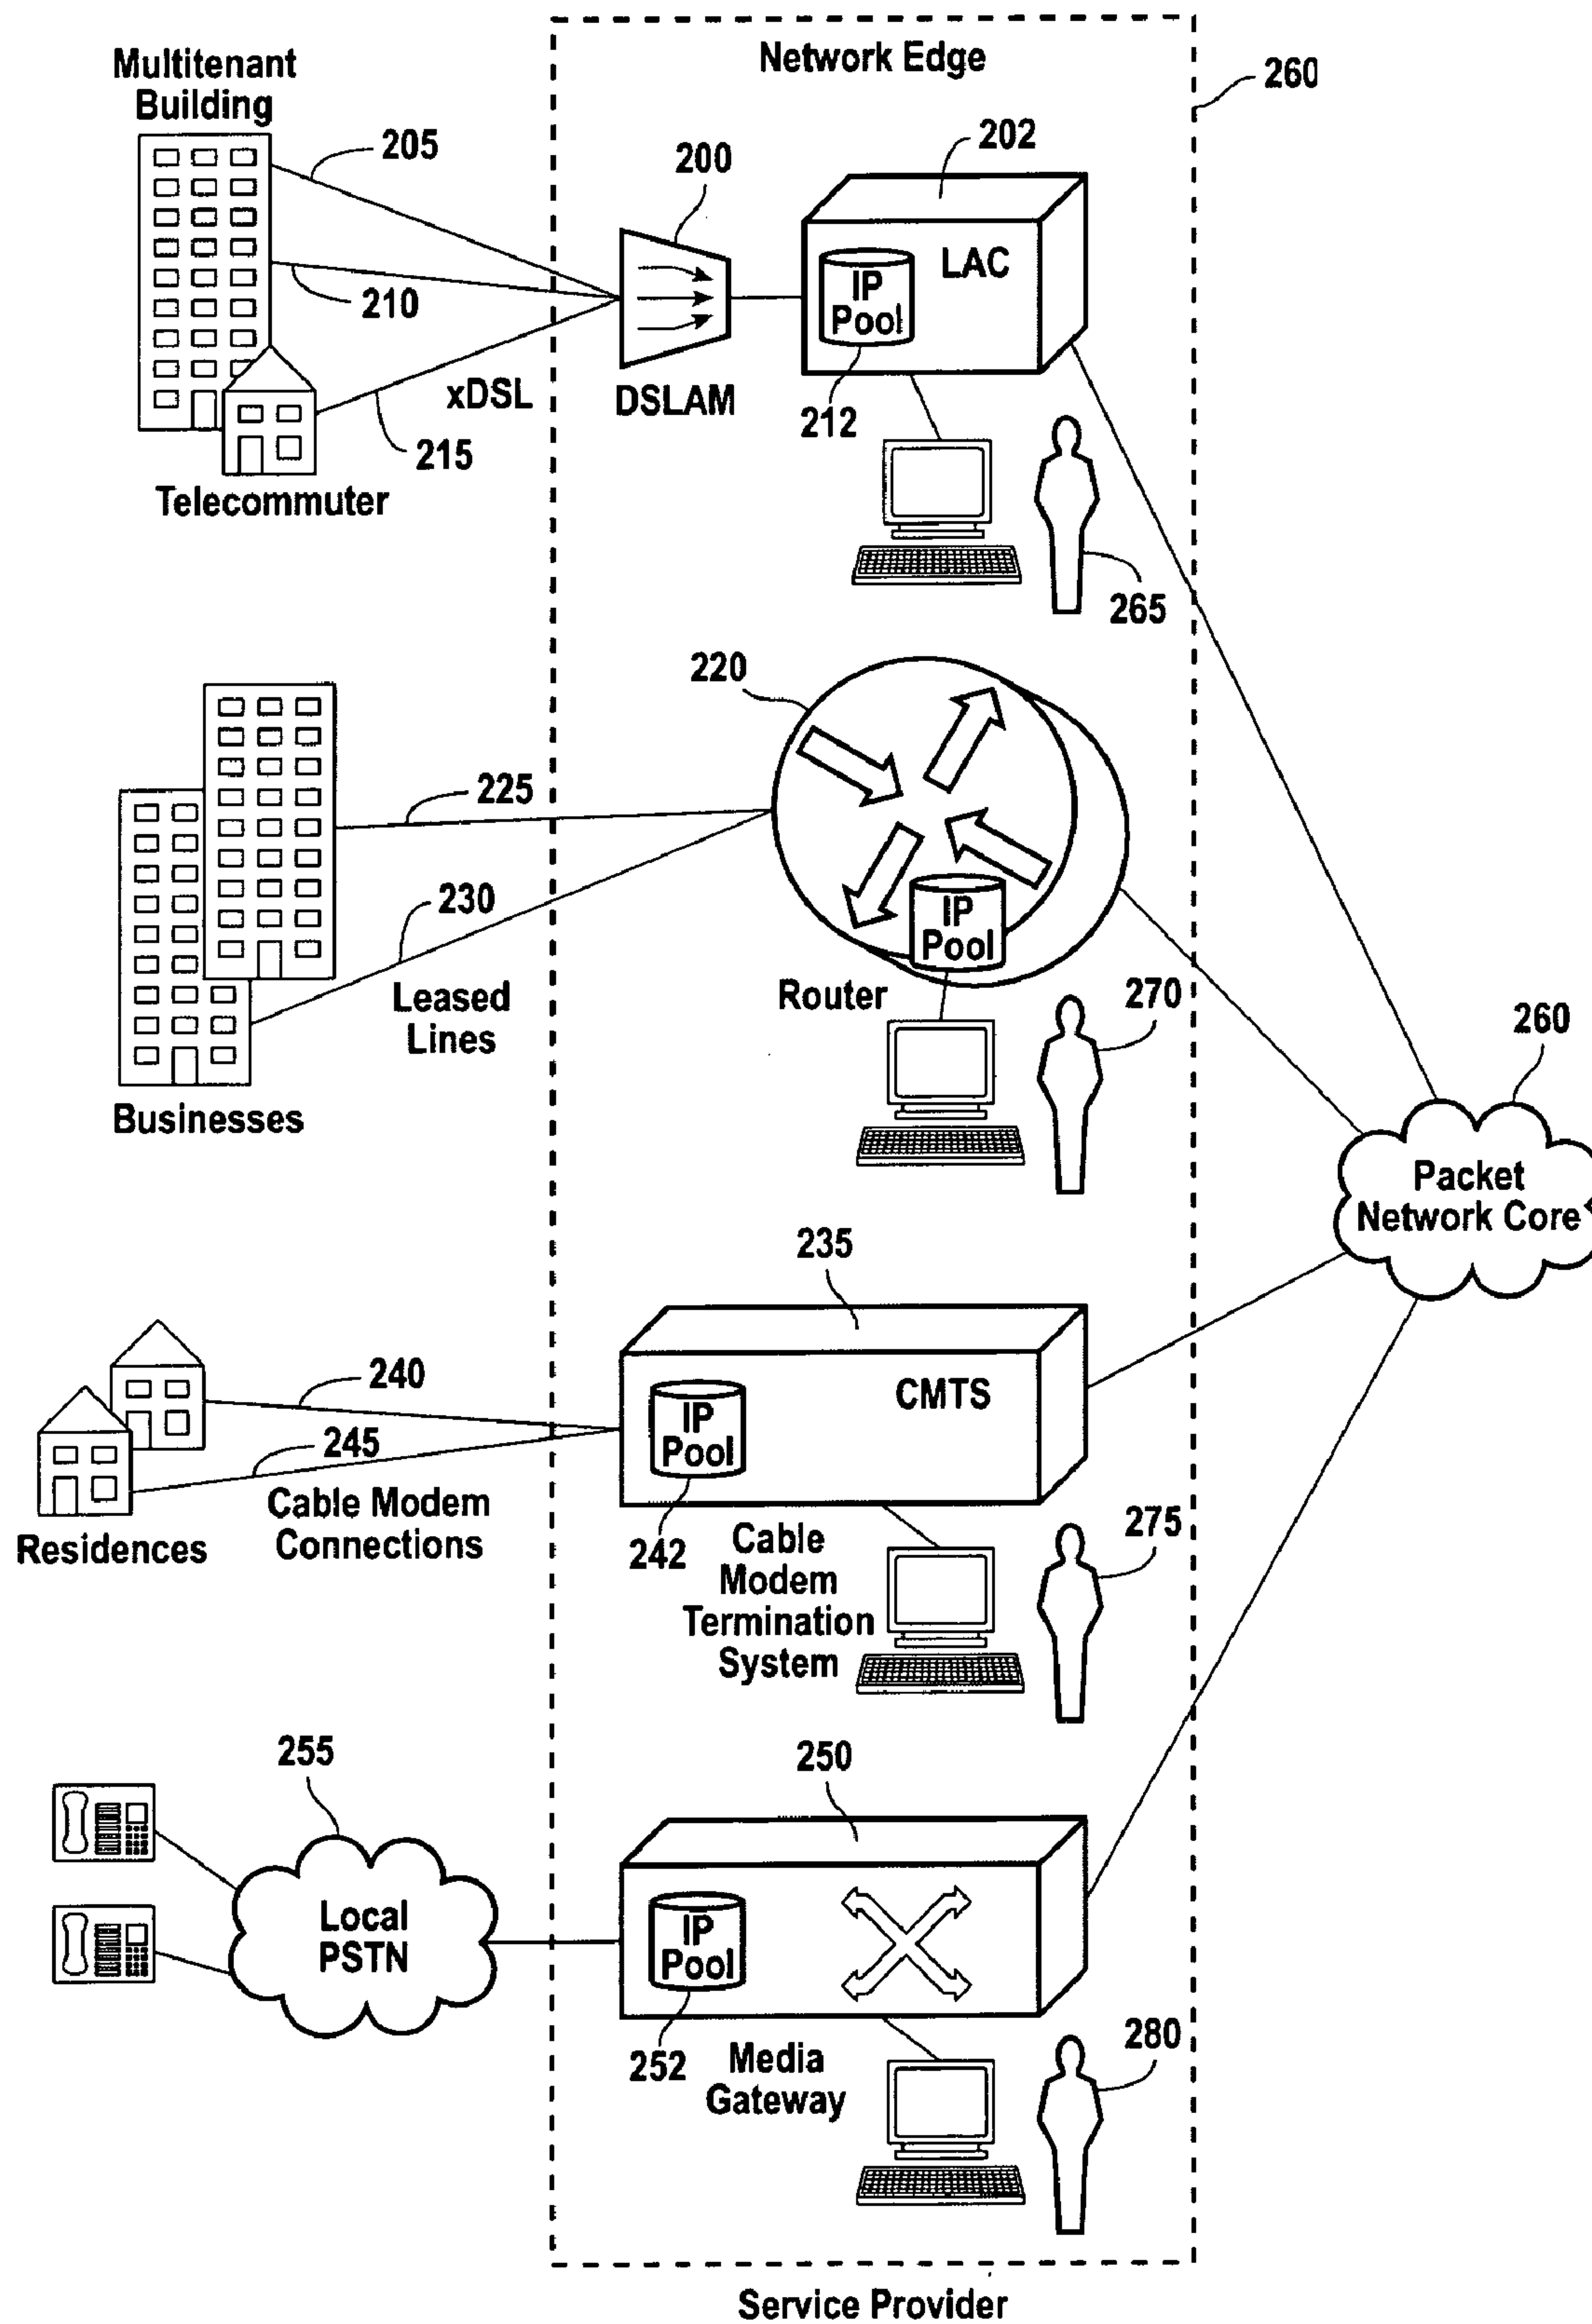 Network Edge
260
Multitenant
Building
205
200
202
LAC
IP
Pool
210
212
xDSL
DSLAM
215
Telecommuter
265
220
225
230
IP
Pool
Leased
Lines
Router
270
Businesses
260
Packet
Network Core
235
240
CMTS
IP
Pool
245
Cable Modem
Connections
Residences
242
Cable
Modem
Termination
System
275
255
250
Local
PSTN
IP
Pool
252
Media
Gateway
280
Service Provider